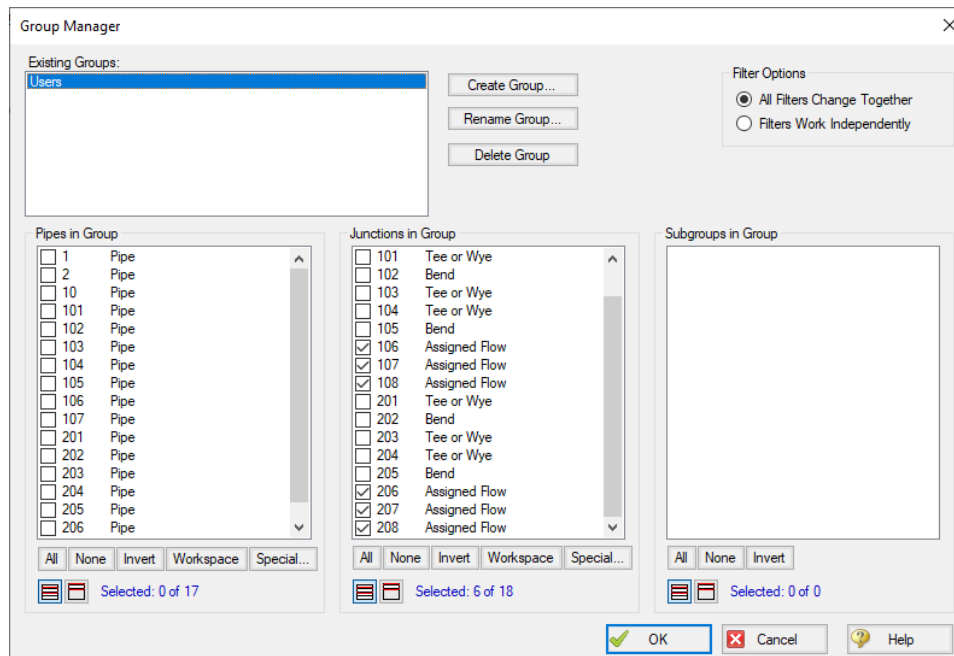 Group Manager
Existing Groups:
Users
Create Group...
Rename Group...
Delete Group
Filter Options
All Filters Change Together
Filters Work Independently
Pipes in Group
1 Pipe
2 Pipe
10 Pipe
101 Pipe
102 Pipe
103 Pipe
104 Pipe
105 Pipe
106 Pipe
107 Pipe
201 Pipe
202 Pipe
203 Pipe
204 Pipe
205 Pipe
206 Pipe
All None Invert Workspace Special...
Selected: 0 of 17
Junctions in Group
101 Tee or Wye
102 Bend
103 Tee or Wye
104 Tee or Wye
105 Bend
106 Assigned Flow
107 Assigned Flow
108 Assigned Flow
201 Tee or Wye
202 Bend
203 Tee or Wye
204 Tee or Wye
205 Bend
206 Assigned Flow
207 Assigned Flow
208 Assigned Flow
All None Invert Workspace Special...
Selected: 6 of 18
Subgroups in Group
All None Invert
Selected: 0 of 0
OK Cancel Help